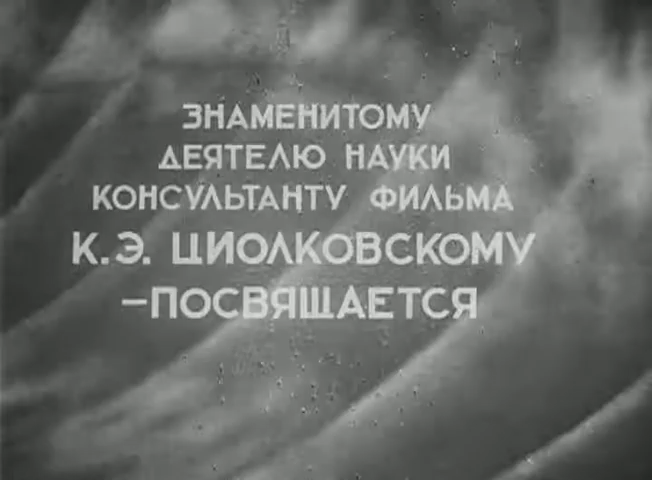 ЗНАМЕНИТОМУ
ДЕЯТЕЛЮ НАУКИ
КОНСУЛЬТАНТУ ФИЛЬМА
К.Э. ЦИОЛКОВСКОМУ
–ПОСВЯЩАЕТСЯ